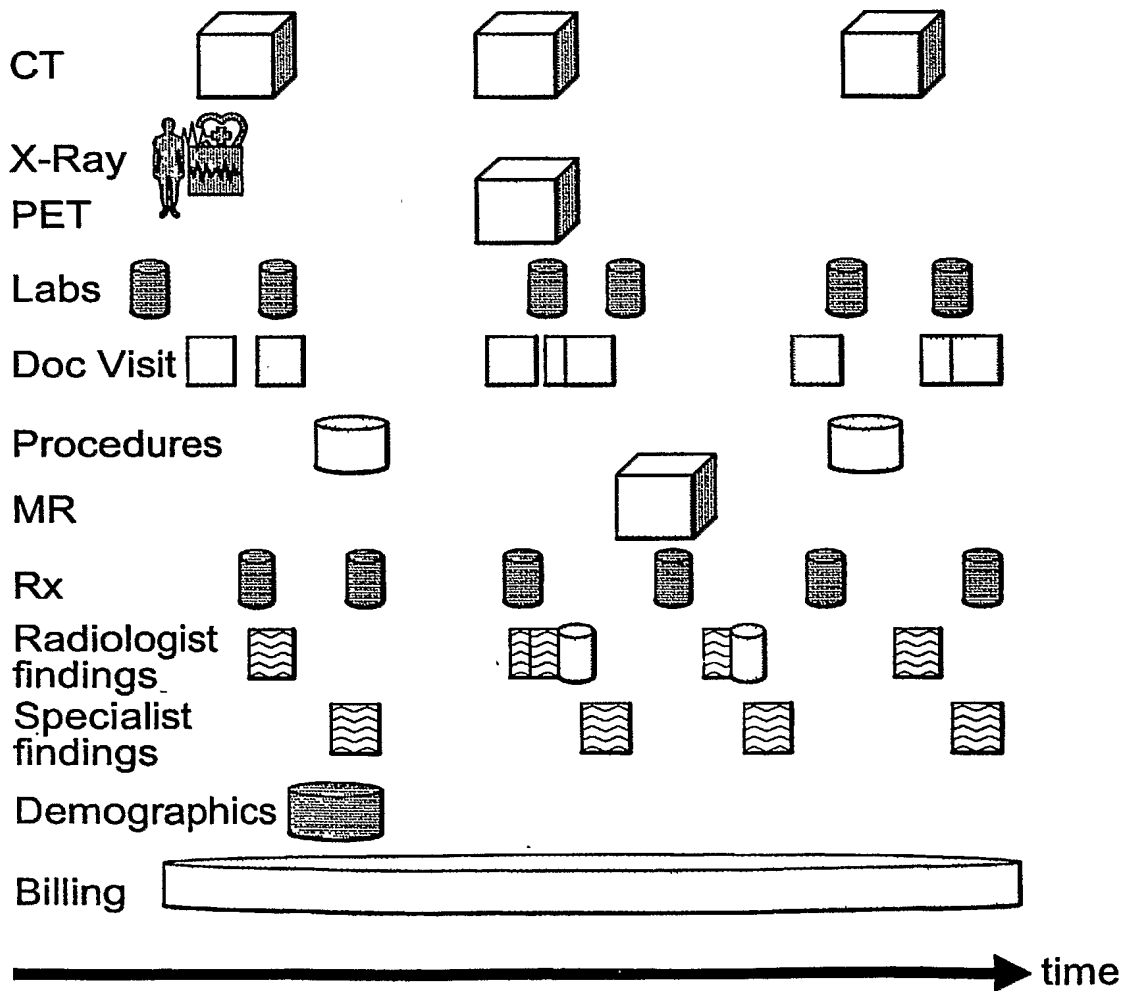 CT
X-Ray
PET
Labs
Doc Visit
Procedures
MR
Rx
Radiologist
findings
Specialist
findings
Demographics
Billing
time